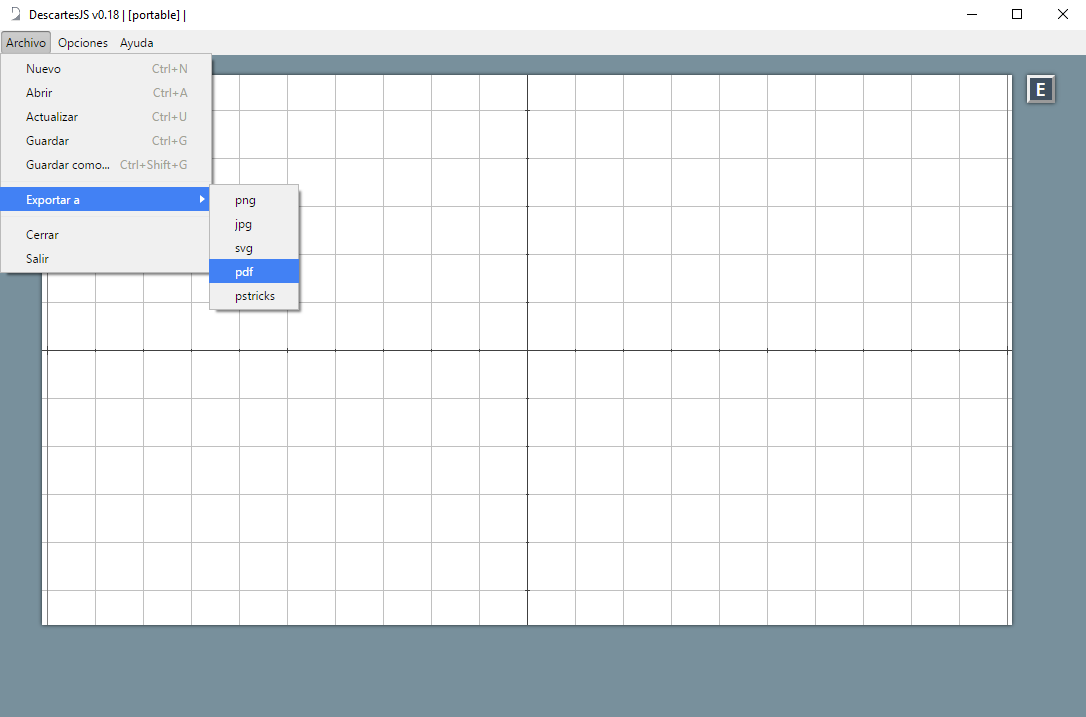 DescartesJS v0.18 | [portable] |
Archivo Opciones Ayuda
Nuevo Ctrl+N
Abrir Ctrl+A
Actualizar Ctrl+U
Guardar Ctrl+G
Guardar como... Ctrl+Shift+G
Exportar a
Cerrar
Salir
png
jpg
svg
pdf
pstricks
E